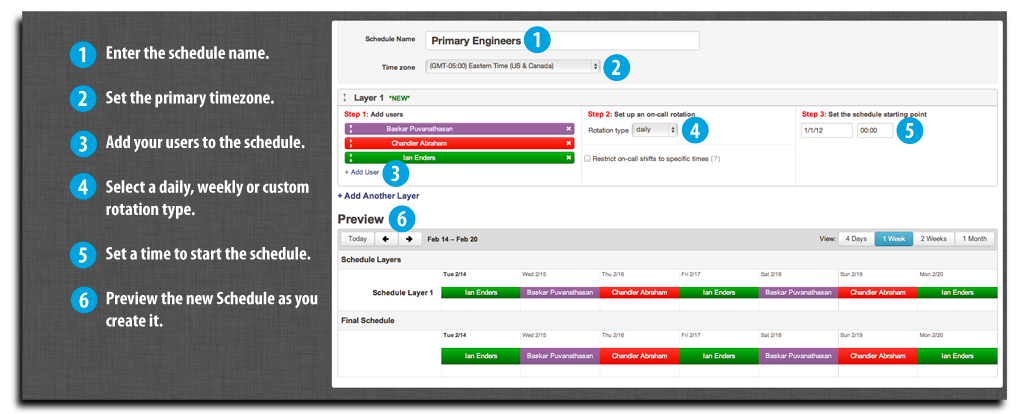 1 Enter the schedule name.
2 Set the primary timezone.
3 Add your users to the schedule.
4 Select a daily, weekly or custom
rotation type.
5 Set a time to start the schedule.
6 Preview the new Schedule as you
create it.
Schedule Name Primary Engineers 1
Time zone (GMT-05:00) Eastern Time (US & Canada) 2
Layer 1 *NEW*
Step 1: Add users
Baskar Puvanathasan ×
Chandler Abraham ×
Ian Enders ×
+ Add User 3
Step 2: Set up an on-call rotation
Rotation type daily 4
Restrict on-call shifts to specific times (?)
Step 3: Set the schedule starting point
1/1/12 00:00 5
+ Add Another Layer
Preview 6
Today ← → Feb 14 – Feb 20 View: 4 Days 1 Week 2 Weeks 1 Month
Schedule Layers
Tue 2/14 Wed 2/15 Thu 2/16 Fri 2/17 Sat 2/18 Sun 2/19 Mon 2/20
Schedule Layer 1 Ian Enders Baskar Puvanathasan Chandler Abraham Ian Enders Baskar Puvanathasan Chandler Abraham Ian Enders
Final Schedule
Tue 2/14 Wed 2/15 Thu 2/16 Fri 2/17 Sat 2/18 Sun 2/19 Mon 2/20
Ian Enders Baskar Puvanathasan Chandler Abraham Ian Enders Baskar Puvanathasan Chandler Abraham Ian Enders